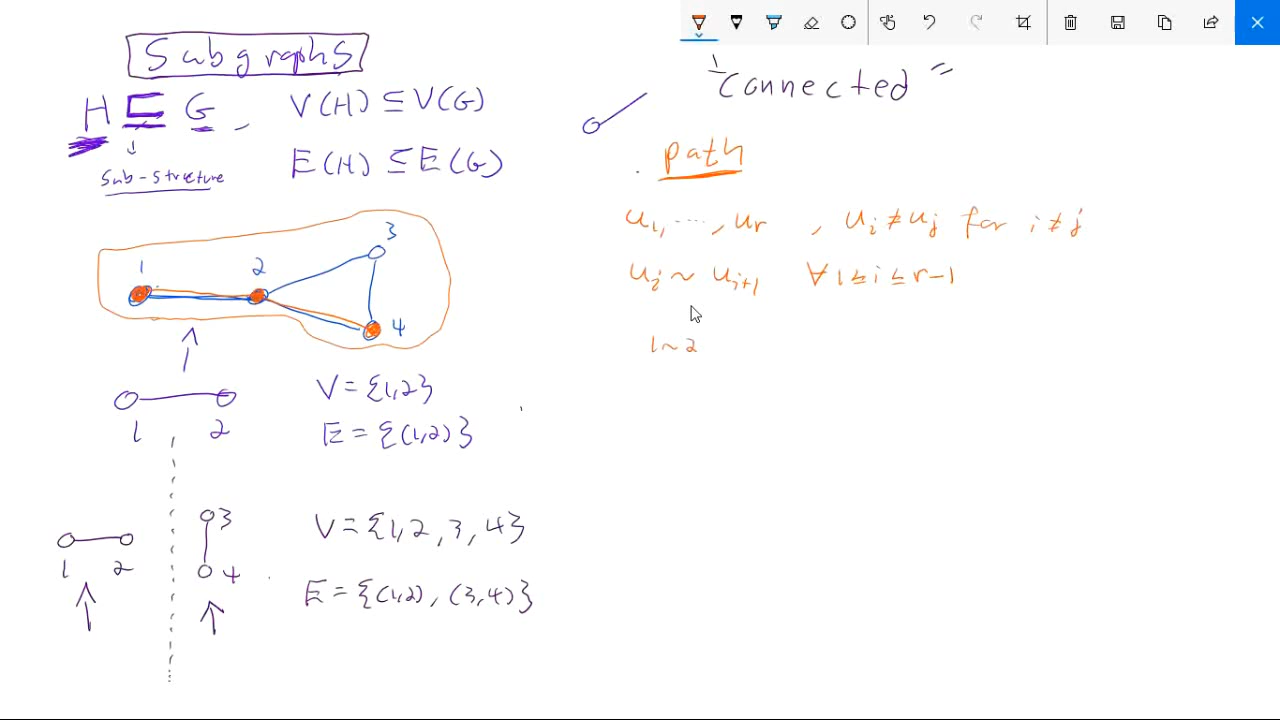 Subgraphs
H ⊑ G, V(H) ⊆ V(G)
↓
Sub-structure
E(H) ⊆ E(G)
1 2 3 4
1 2
V = {1,2}
E = {(1,2)}
1 2
3
4
V = {1,2,3,4}
E = {(1,2), (3,4)}
"Connected"
path
u₁, ..., uᵣ, uᵢ ≠ uⱼ for i ≠ j
uᵢ ~ uᵢ₊₁ ∀ 1 ≤ i ≤ r-1
1 ~ 2